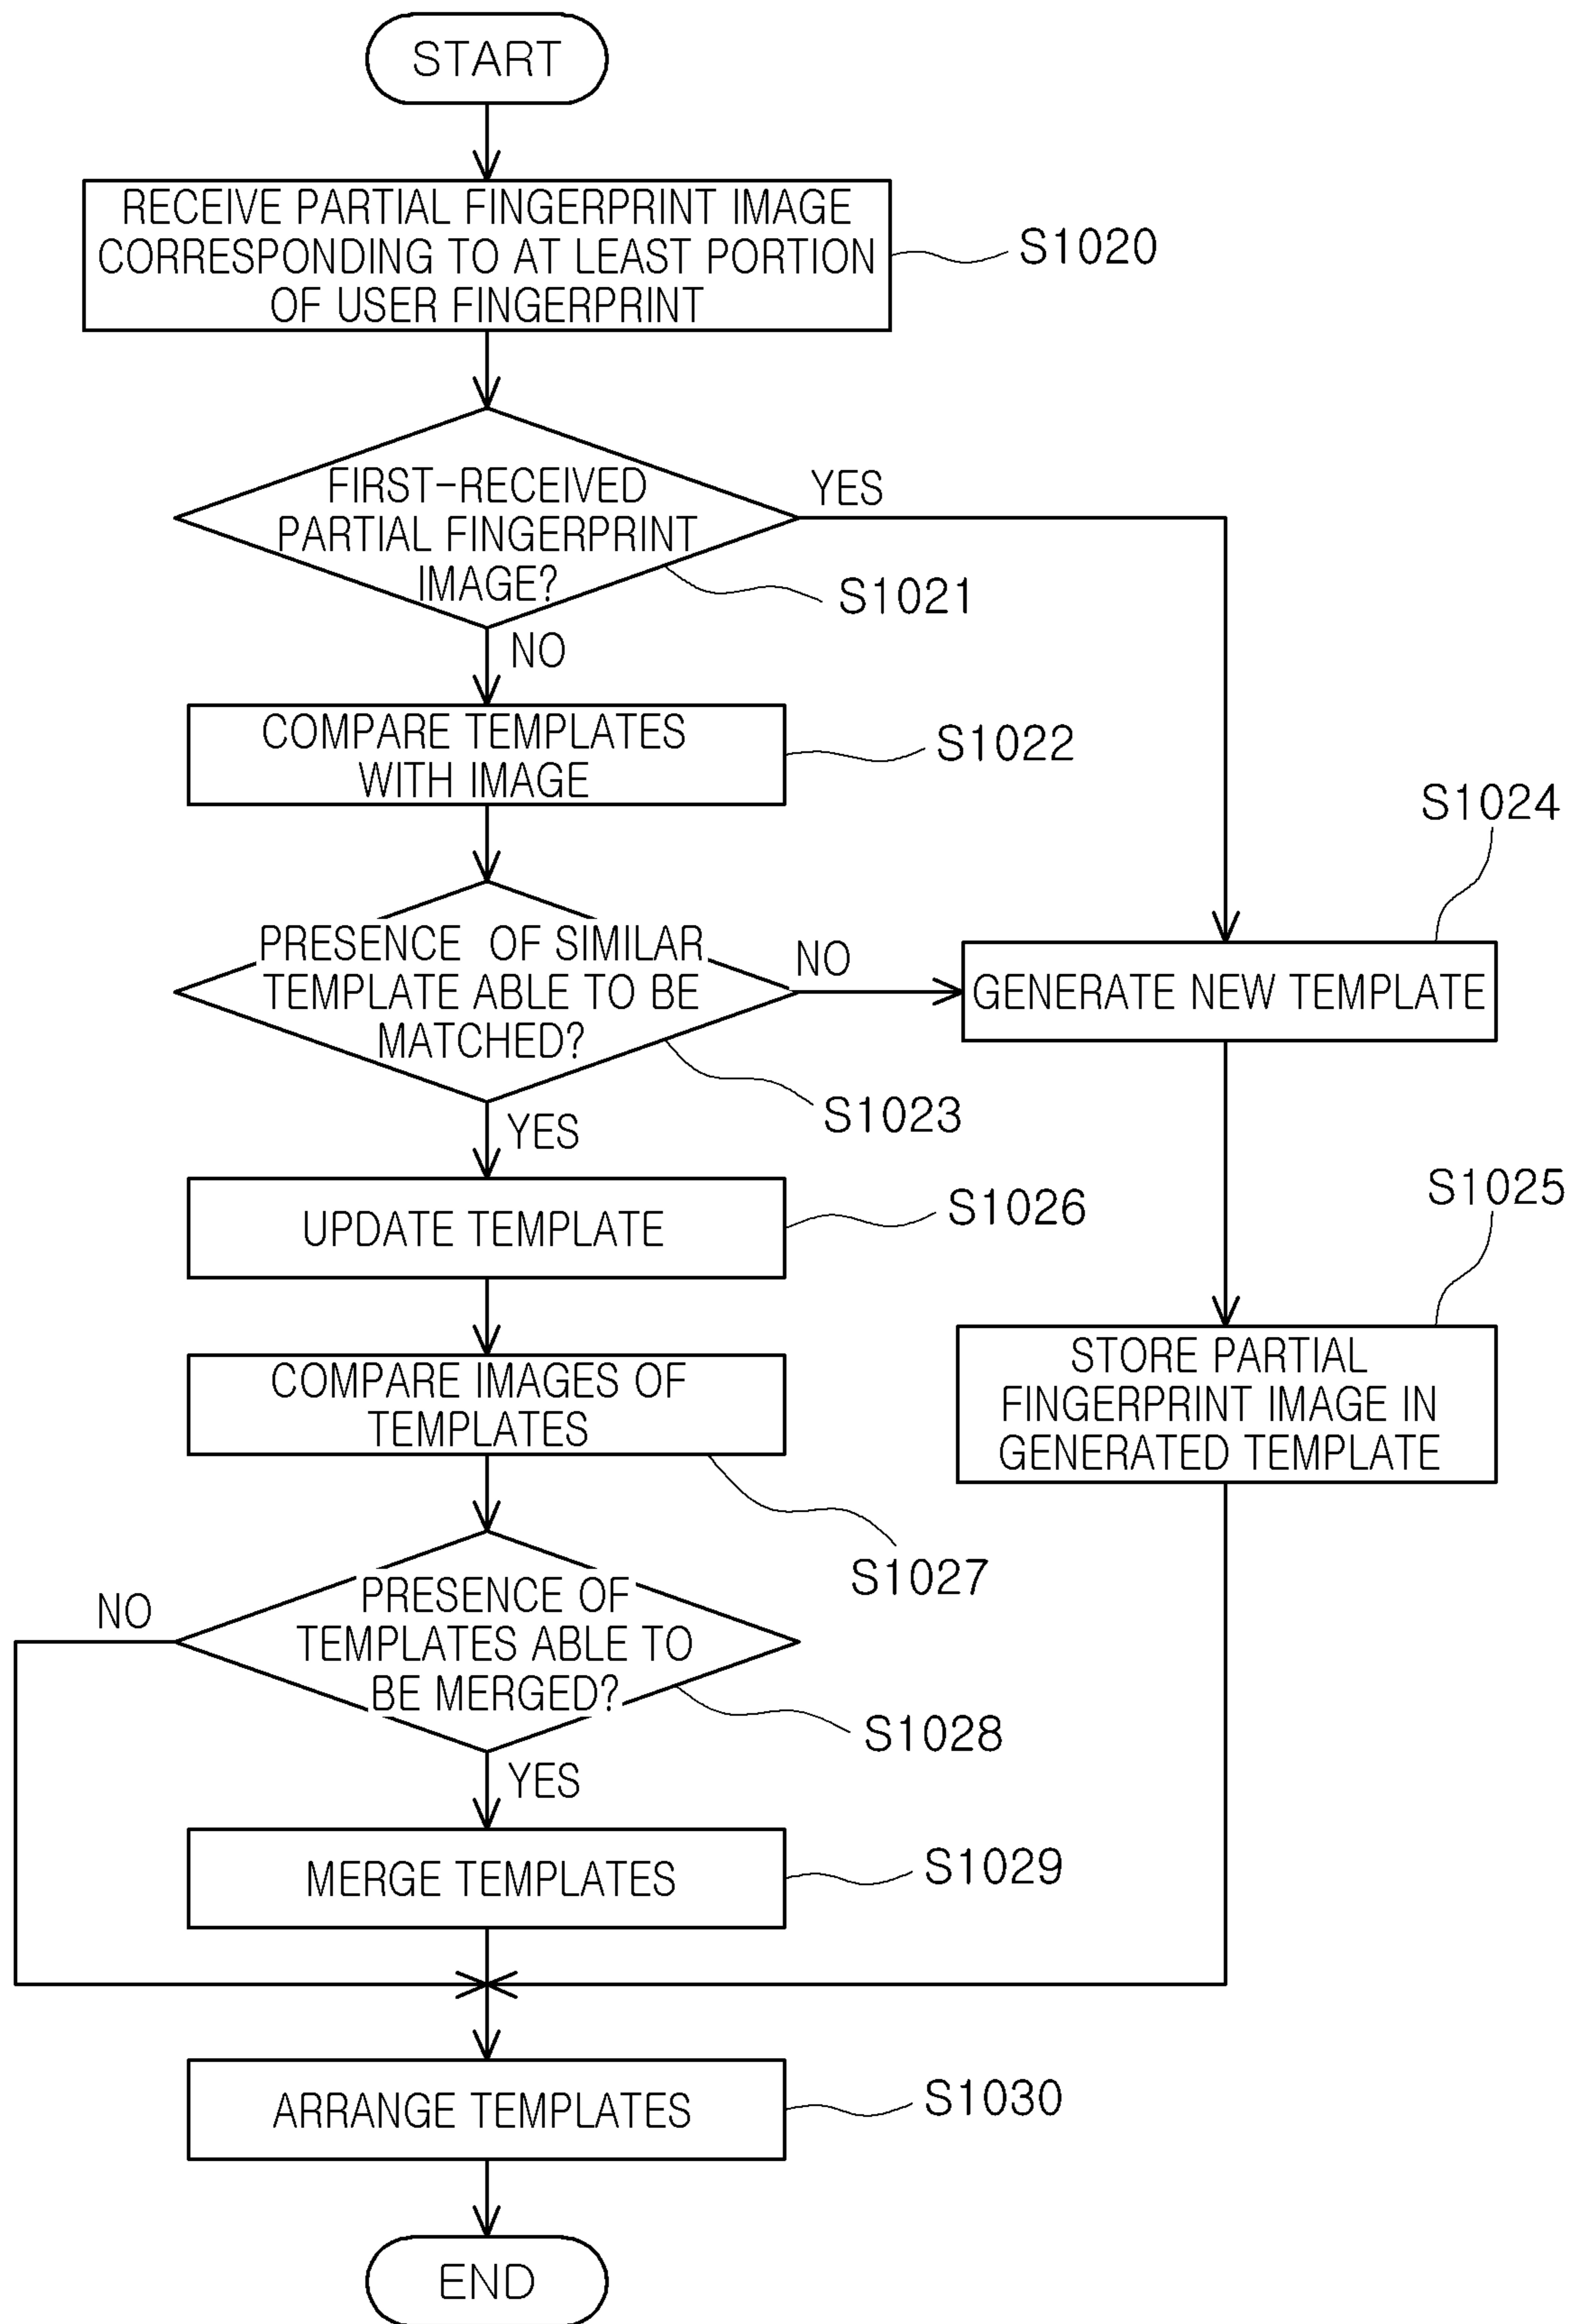 START
RECEIVE PARTIAL FINGERPRINT IMAGE
CORRESPONDING TO AT LEAST PORTION
OF USER FINGERPRINT
S1020
FIRST-RECEIVED
PARTIAL FINGERPRINT
IMAGE?
YES
S1021
NO
COMPARE TEMPLATES
WITH IMAGE
S1022
PRESENCE OF SIMILAR
TEMPLATE ABLE TO BE
MATCHED?
NO
S1023
YES
S1024
GENERATE NEW TEMPLATE
UPDATE TEMPLATE
S1026
S1025
STORE PARTIAL
FINGERPRINT IMAGE IN
GENERATED TEMPLATE
COMPARE IMAGES OF
TEMPLATES
S1027
NO
PRESENCE OF
TEMPLATES ABLE TO
BE MERGED?
S1028
YES
MERGE TEMPLATES
S1029
ARRANGE TEMPLATES
S1030
END